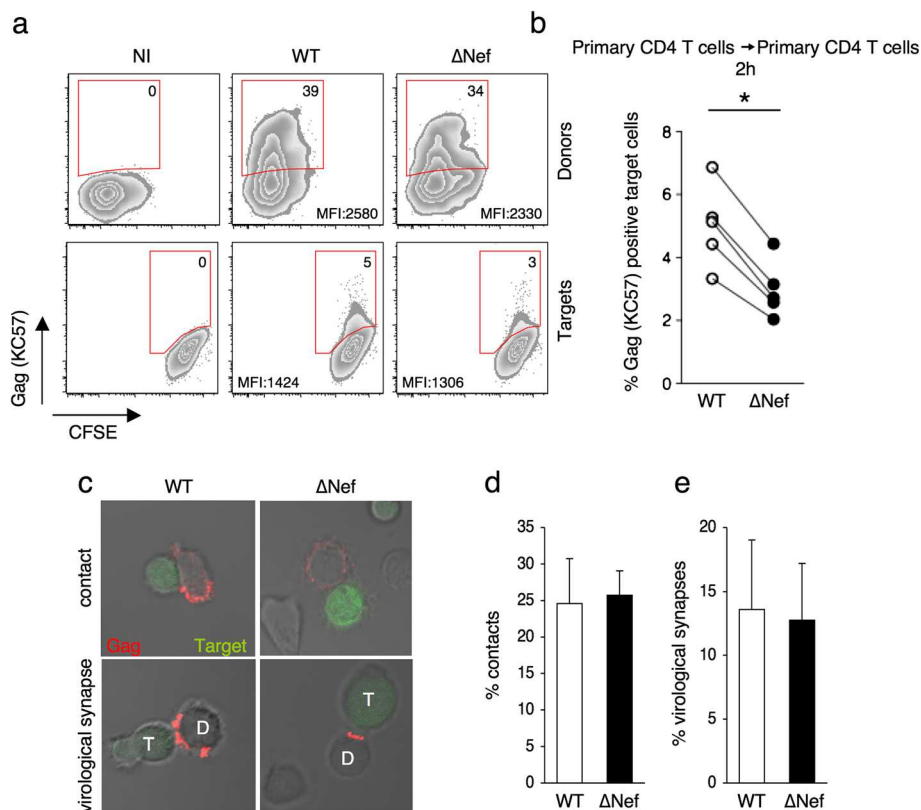 a
NI
WT
ΔNef
0
39
34
MFI:2580
MFI:2330
Donors
0
5
3
MFI:1424
MFI:1306
Targets
Gag (KC57)
CFSE
b
Primary CD4 T cells → Primary CD4 T cells
2h
*
% Gag (KC57) positive target cells
8
6
4
2
0
WT
ΔNef
c
WT
ΔNef
contact
Gag
Target
virological synapse
T
D
T
D
d
% contacts
35
30
25
20
15
10
5
0
WT
ΔNef
e
% virological synapses
20
15
10
5
0
WT
ΔNef